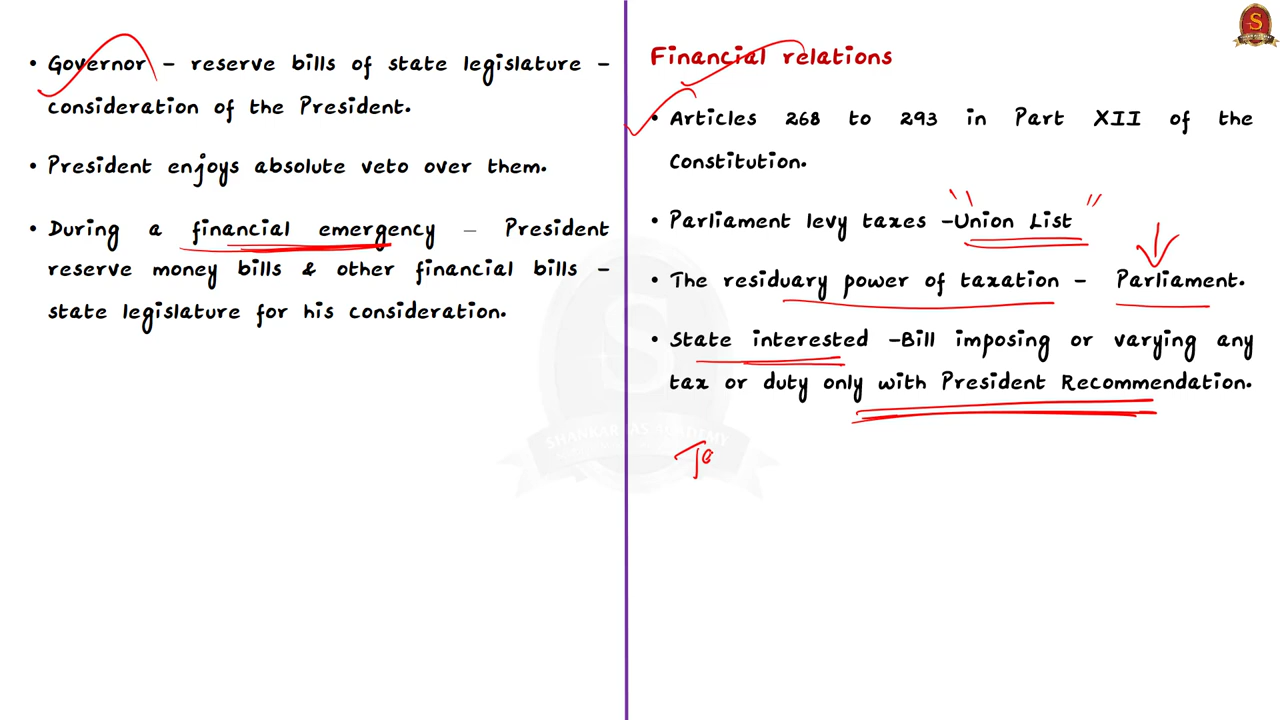 • Governor – reserve bills of state legislature –
consideration of the President.
• President enjoys absolute veto over them.
• During a financial emergency – President
reserve money bills & other financial bills –
state legislature for his consideration.
Financial relations
• Articles 268 to 293 in Part XII of the
Constitution.
• Parliament levy taxes -Union List
• The residuary power of taxation - Parliament.
• State interested -Bill imposing or varying any
tax or duty only with President Recommendation.
SHANKAR IAS ACADEMY